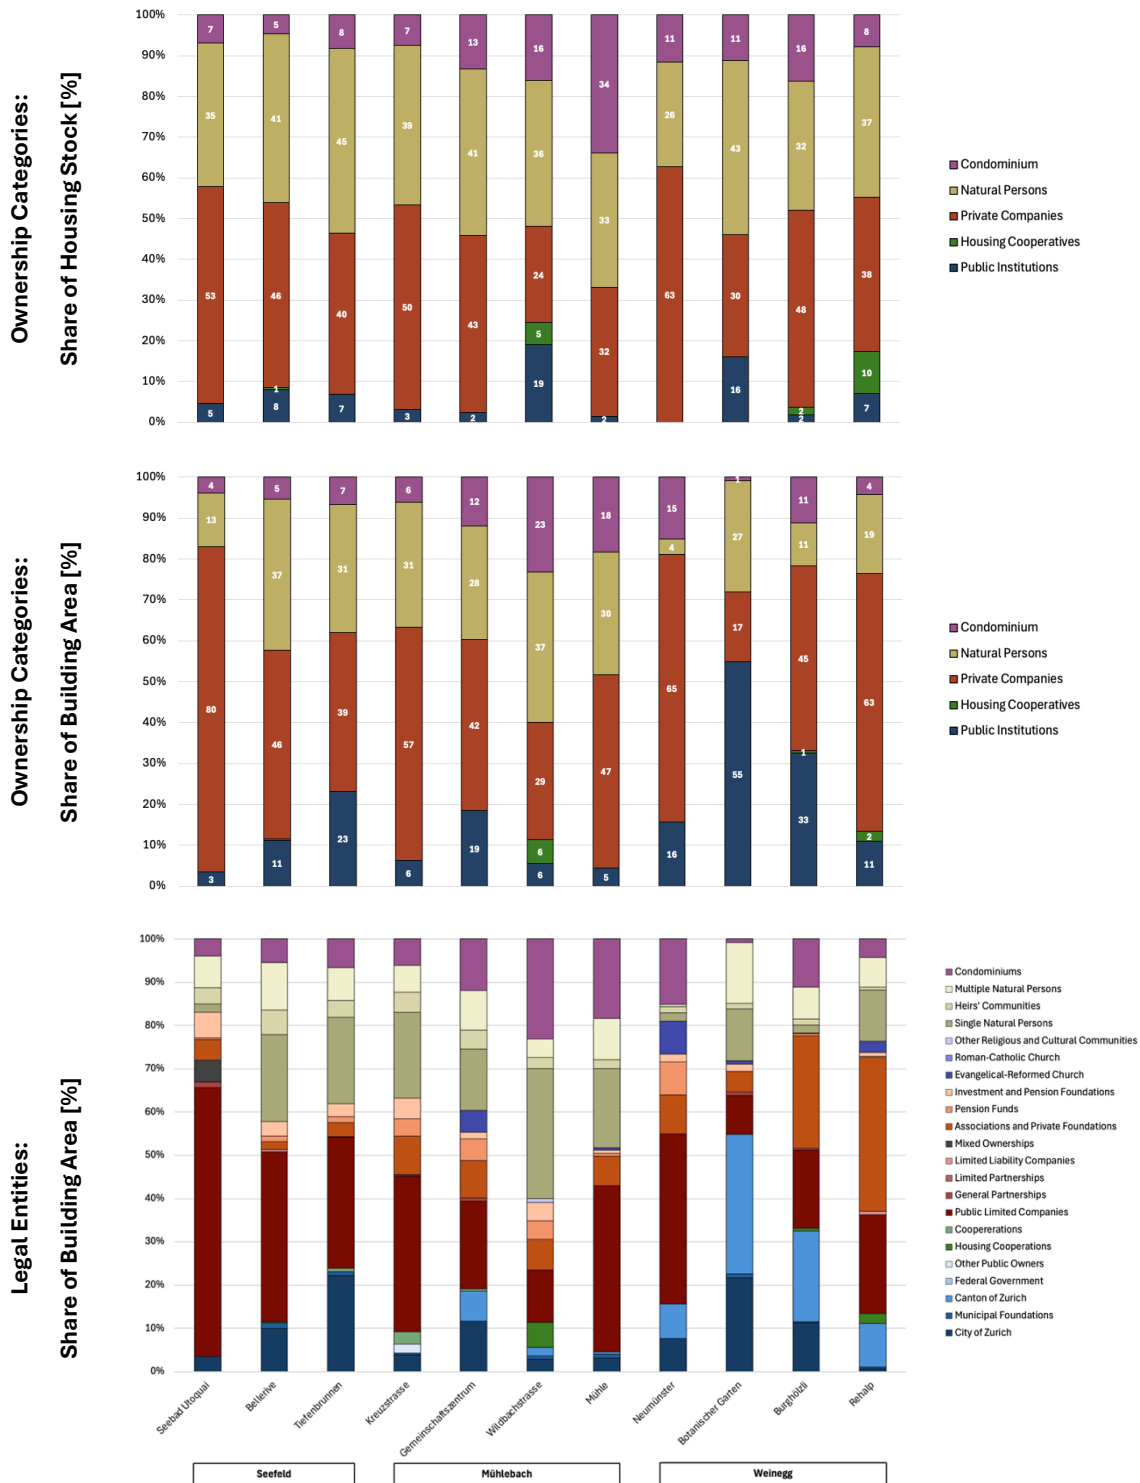 Ownership Categories:
Share of Housing Stock [%]
100%
90%
80%
70%
60%
50%
40%
30%
20%
10%
0%
7
35
53
5
5
41
46
1
8
8
45
40
7
7
39
50
3
13
41
43
2
16
36
24
5
19
34
33
32
2
11
26
63
11
43
30
16
16
32
48
2
2
8
37
38
10
7
Condominium
Natural Persons
Private Companies
Housing Cooperatives
Public Institutions
Ownership Categories:
Share of Building Area [%]
100%
90%
80%
70%
60%
50%
40%
30%
20%
10%
0%
4
13
80
3
5
37
46
11
7
31
39
23
6
31
57
6
12
28
42
19
23
37
29
6
6
18
30
47
5
15
4
65
16
1
27
17
55
11
11
45
1
33
4
19
63
2
11
Condominium
Natural Persons
Private Companies
Housing Cooperatives
Public Institutions
Legal Entities:
Share of Building Area [%]
100%
90%
80%
70%
60%
50%
40%
30%
20%
10%
0%
Condominiums
Multiple Natural Persons
Heirs' Communities
Single Natural Persons
Other Religious and Cultural Communities
Roman-Catholic Church
Evangelical-Reformed Church
Investment and Pension Foundations
Pension Funds
Associations and Private Foundations
Mixed Ownerships
Limited Liability Companies
Limited Partnerships
General Partnerships
Public Limited Companies
Coopererations
Housing Cooperations
Other Public Owners
Federal Government
Canton of Zurich
Municipal Foundations
City of Zurich
Seebad Utoquai
Bellerive
Tiefenbrunnen
Kreuzstrasse
Gemeinschaftszentrum
Wildbachstrasse
Mühle
Neumünster
Botanischer Garten
Burghölzli
Rehalp
Seefeld
Mühlebach
Weinegg